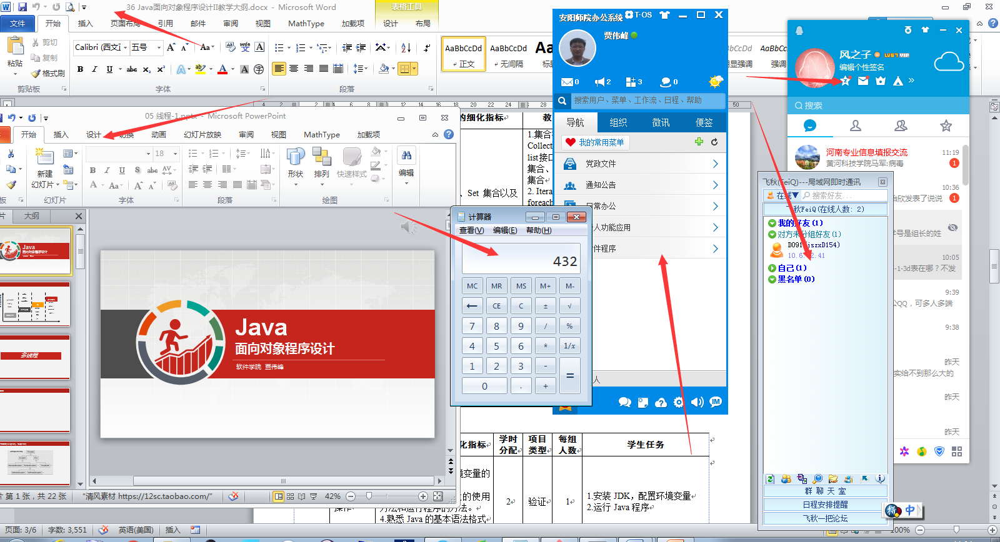 36 Java面向对象程序设计II教学大纲.docx - Microsoft Word
表格工具
文件 开始 插入 页面布局 引用 邮件 审阅 视图 MathType 加载项 设计 布局
粘贴 剪切 复制 格式刷
Calibri (西文正 五号
AaBbCcDd AaBbCcDd
正文 无间隔
明显强调 强调
剪贴板 字体 段落
05 线程-1.pptx - Microsoft PowerPoint
开始 插入 设计 切换 动画 幻灯片放映 审阅 视图 MathType 加载项
18
新建
幻灯片
形状 排列 快速样式 编辑
幻灯片 字体 段落 绘图
大纲
Java
面向对象程序设计
多线程
Java
面向对象程序设计
软件学院 贾伟峰
第 1 张，共 22 张 “清风素材 https://12sc.taobao.com/” 42%
的细化指标
1.集合
Collect
list接口
集合、
集合
2. Itera
foreach
、Set 集合以及
计算器
查看(V) 编辑(E) 帮助(H)
432
MC MR MS M+ M-
← CE C ± √
7 8 9 / %
4 5 6 * 1/x
1 2 3 - =
0 . +
安阳师院办公系统 T-OS
贾伟峰
0 2 3 0
搜索用户、菜单、工作流、日程、帮助
导航 组织 微讯 便签
我的常用菜单
党政文件
通知公告
日常办公
人功能应用
件程序
人
IM
风之子 LV67 VIP
编辑个性签名
搜索
河南专业信息填报交流 11:19
黄河科技学院马军:病毒 1
10:36
欣发表了说说 1
学号是组长的姓
10:05
-1-3d表在哪？不发
9:39
QQ，可多人多端
9:38
昨天
实给不到那么大的
昨天
昨天
飞秋(FeiQ)---局域网即时通讯
在线▼ 搜索好友...
飞秋FeiQ(在线人数: 2)
我的好友(1)
对方未分组好友(1)
自己(1)
黑名单(0)
群 聊 天 室
日程安排提醒
飞秋一把论坛
化指标 学时分配 项目类型 每组人数 学生任务
境变量的
的使用
方法和运行程序的方法。
4.熟悉 Java 的基本语法格式
2 验证 1
1.安装 JDK，配置环境变量
2.运行 Java 程序
拼 中
页面: 3/6 字数: 3,551 英语(美国) 插入 100%